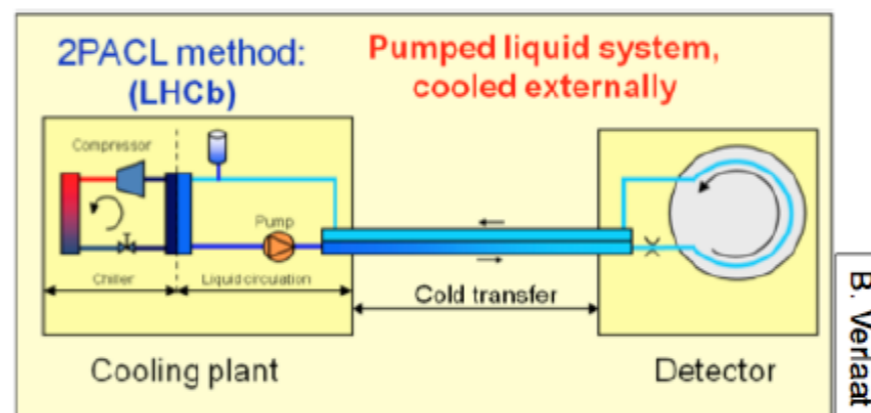 2PACL method:
(LHCb)
Pumped liquid system,
cooled externally
Compressor
Pump
Chiller
Liquid circulation
Cold transfer
Cooling plant
Detector
B. Verlaat